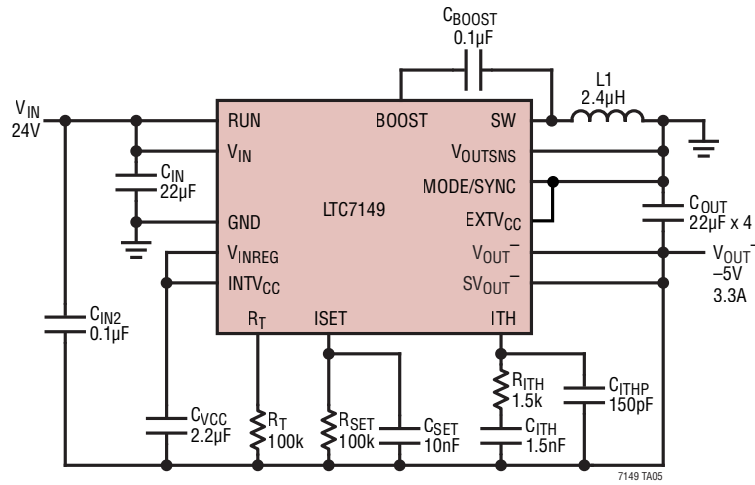 CBOOST
0.1µF
L1
2.4µH
VIN
24V
RUN
BOOST
SW
VIN
VOUTSNS
MODE/SYNC
CIN
22µF
LTC7149
EXTVCC
COUT
22µF x 4
GND
VINREG
VOUT–
VOUT–
–5V
3.3A
INTVCC
SVOUT–
CIN2
0.1µF
RT
ISET
ITH
RITH
1.5k
CITHP
150pF
CVCC
2.2µF
RT
100k
RSET
100k
CSET
10nF
CITH
1.5nF
7149 TA05